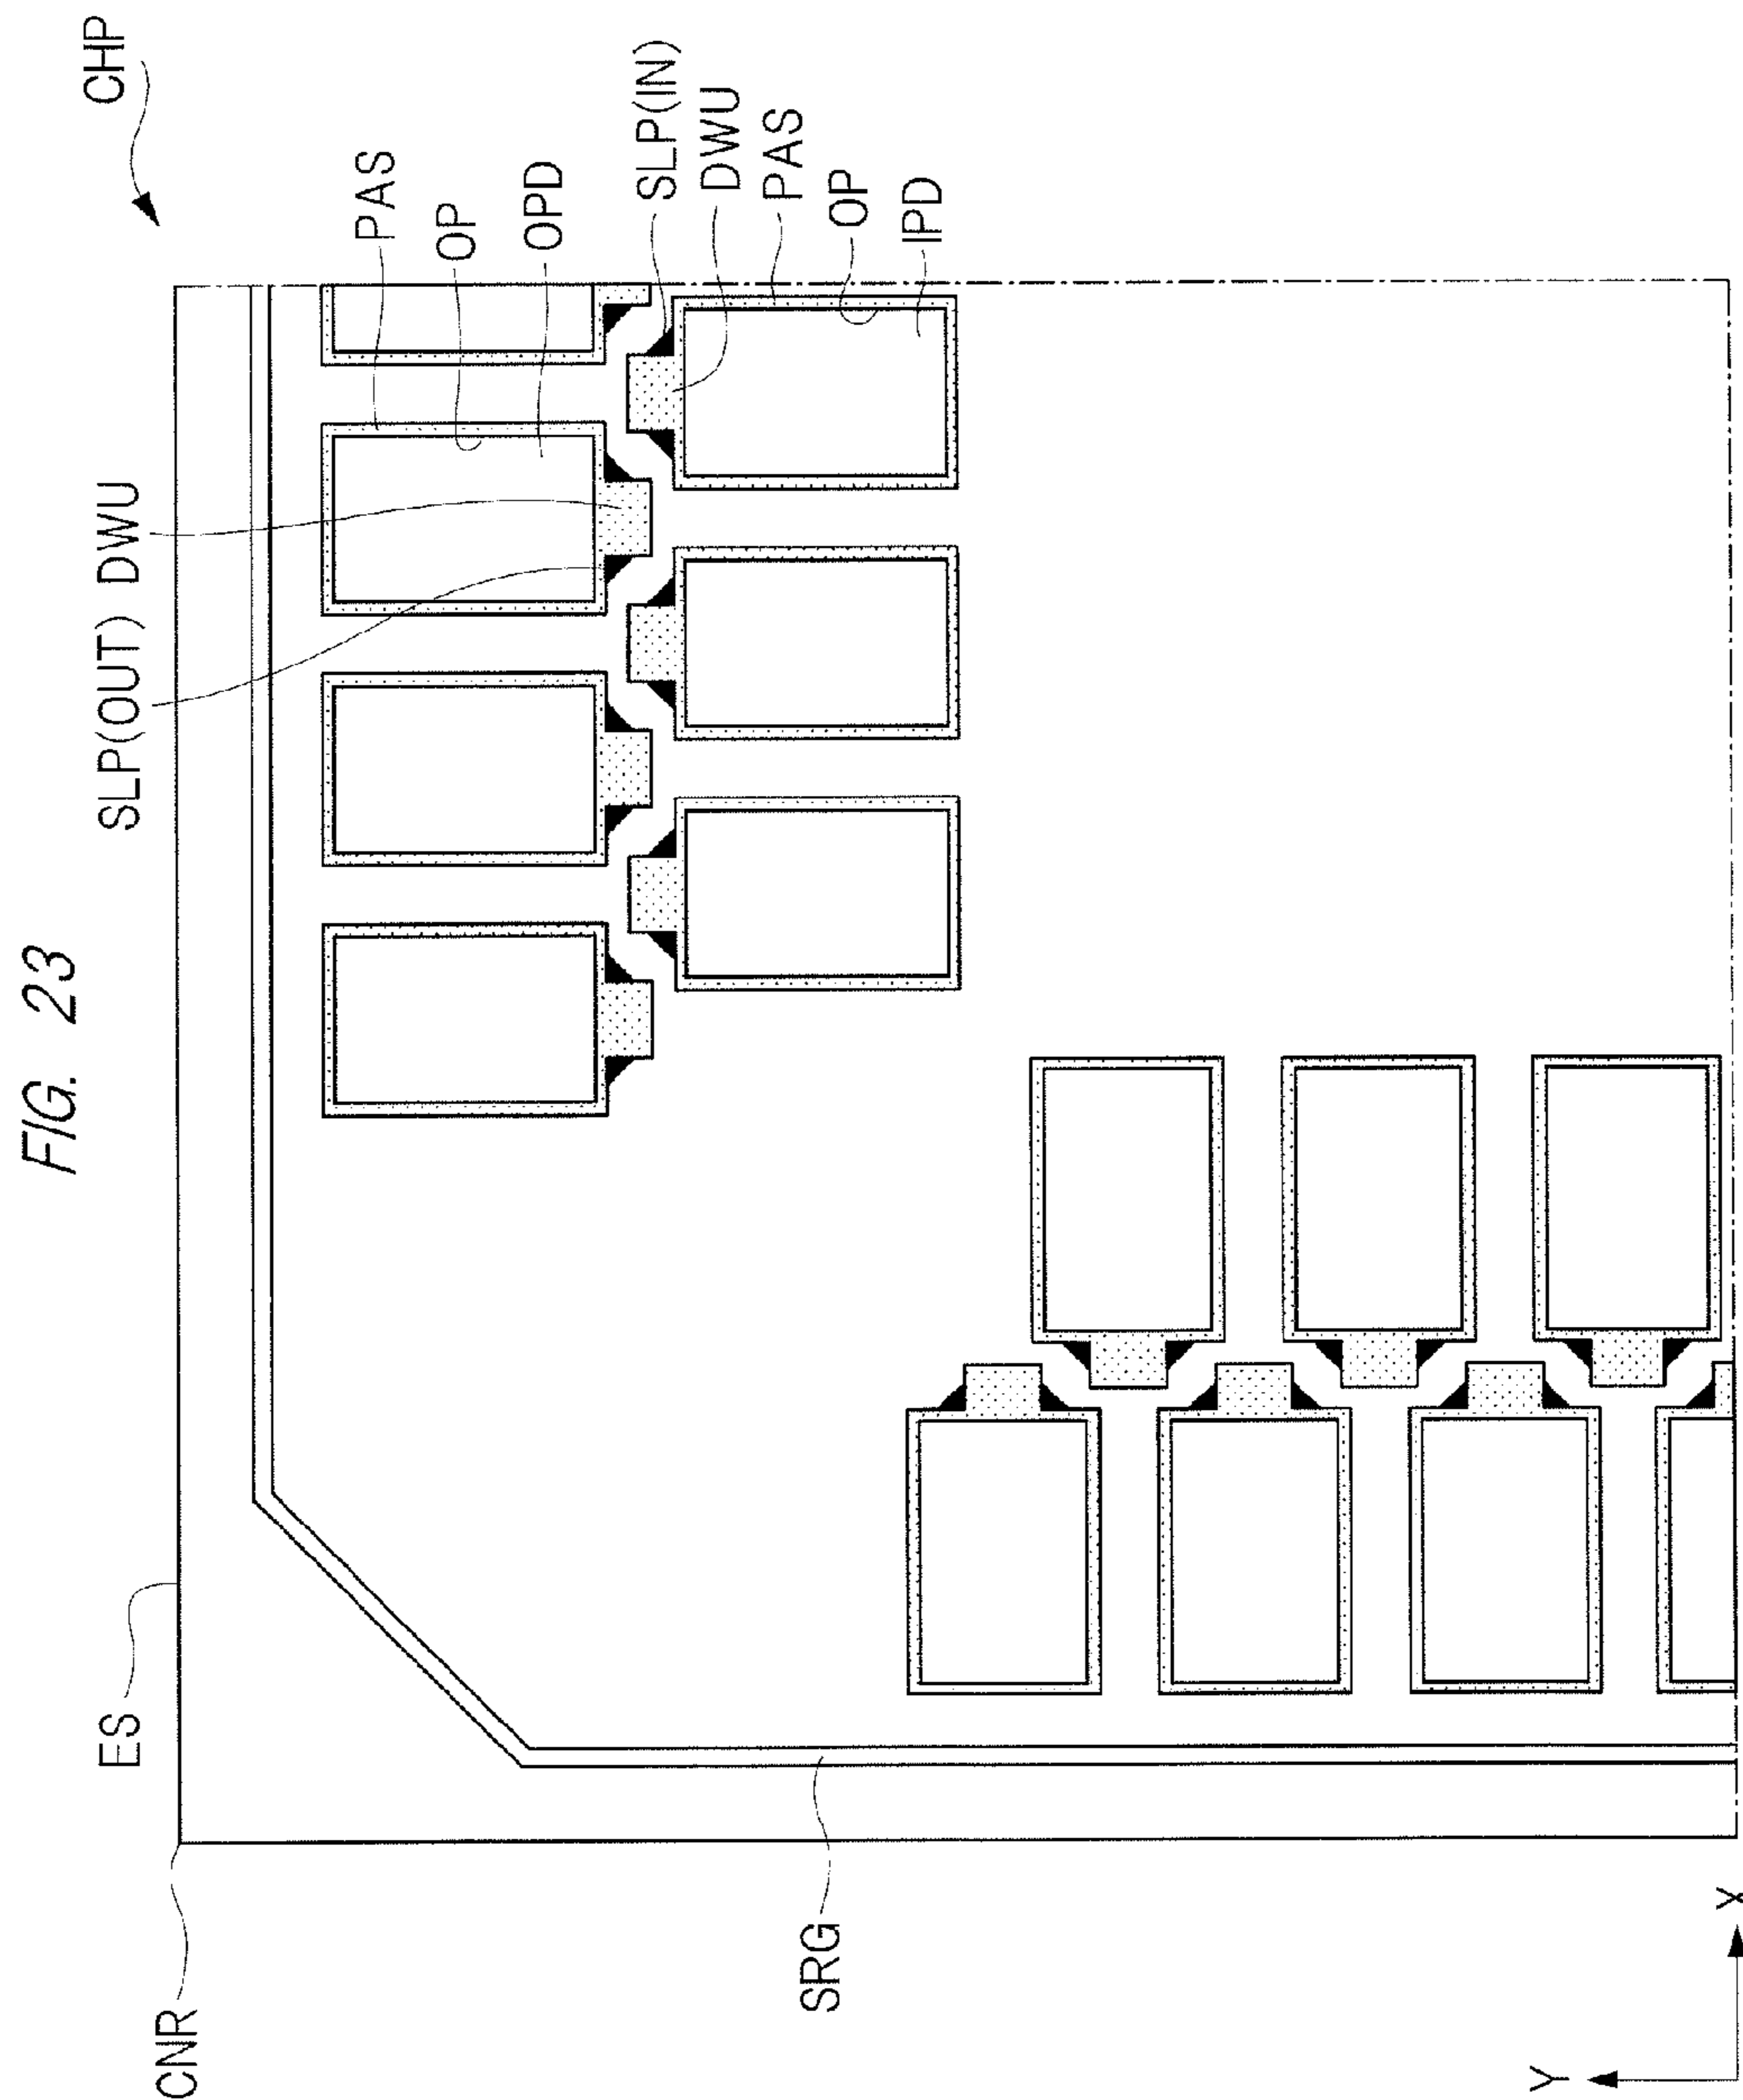 FIG. 23
CHP
SLP(OUT) DWU
PAS
OP
OPD
SLP(IN)
DWU
PAS
OP
IPD
ES
CNR
SRG
Y
X